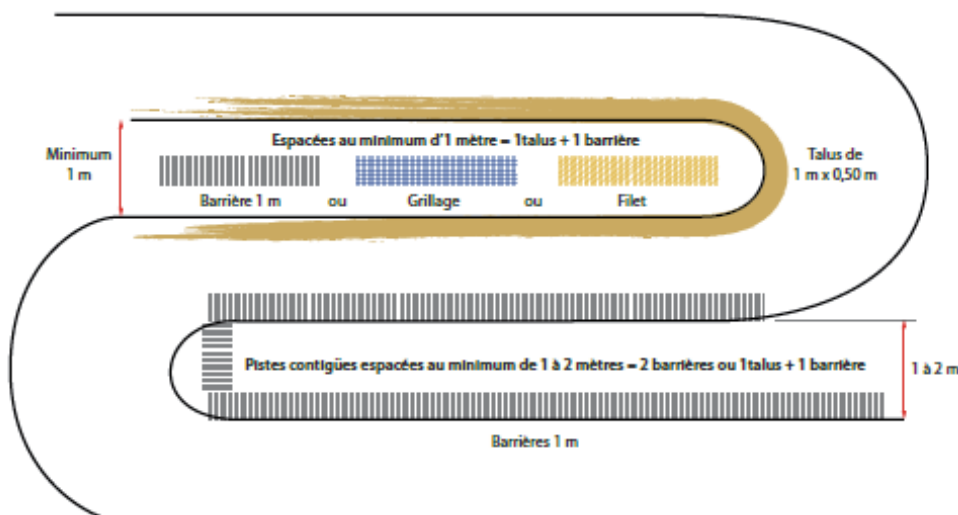 Espacées au minimum d'1 mètre = 1talus + 1 barrière
Minimum
1 m
Talus de
1 m x 0,50 m
Barrière 1 m ou Grillage ou Filet
Pistes contigües espacées au minimum de 1 à 2 mètres = 2 barrières ou 1talus + 1 barrière
1 à 2 m
Barrières 1 m